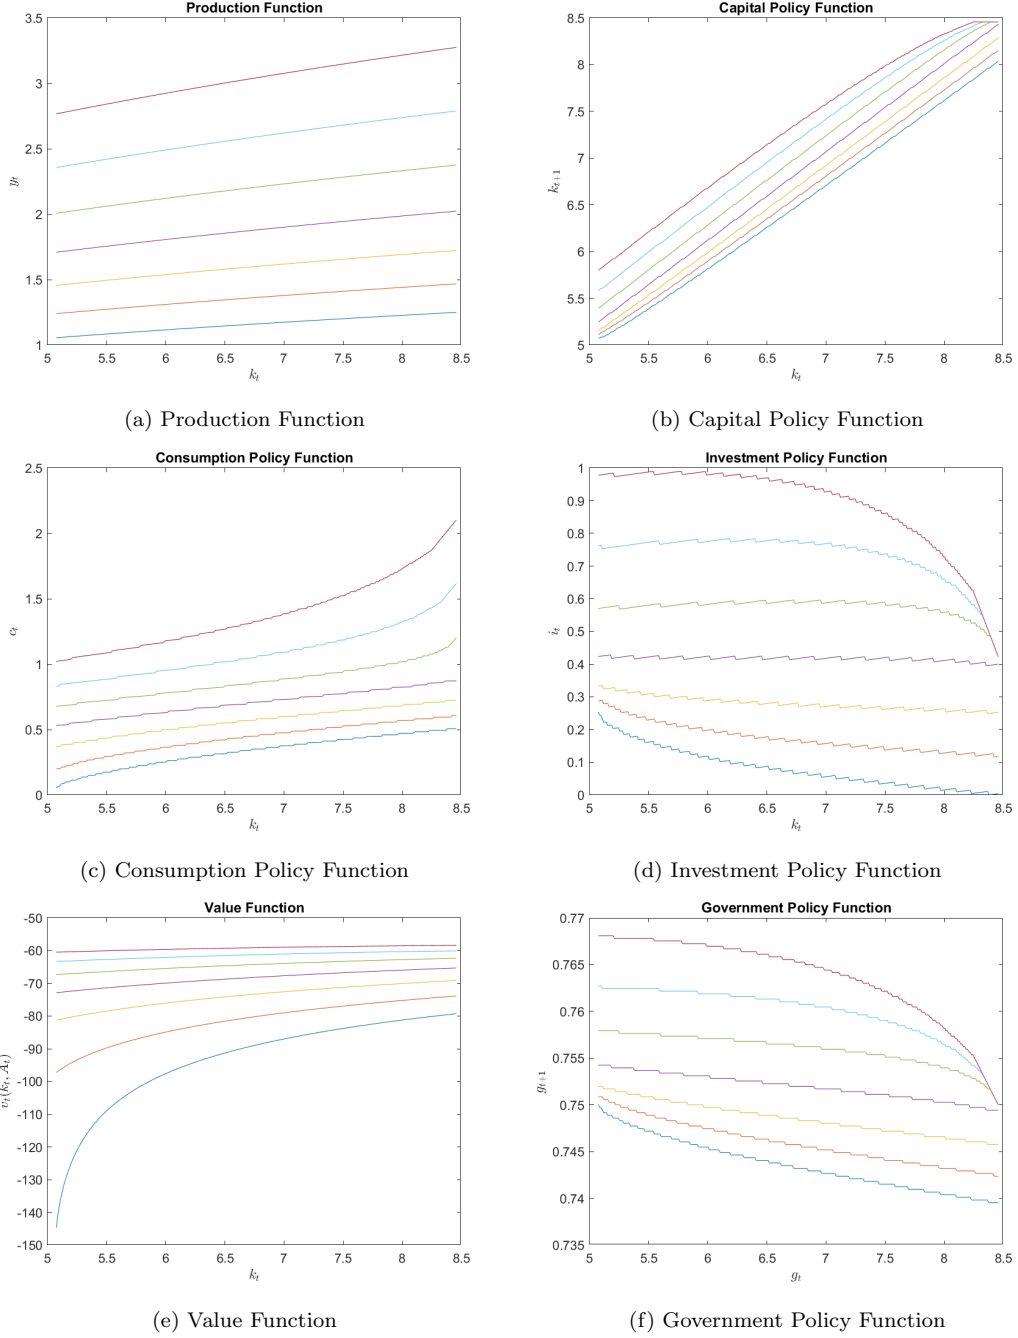 Production Function
3.5
3
2.5
2
1.5
1
y_t
5 5.5 6 6.5 7 7.5 8 8.5
k_t
(a) Production Function
Capital Policy Function
8.5
8
7.5
7
6.5
6
5.5
5
k_{t+1}
5 5.5 6 6.5 7 7.5 8 8.5
k_t
(b) Capital Policy Function
Consumption Policy Function
2.5
2
1.5
1
0.5
0
c_t
5 5.5 6 6.5 7 7.5 8 8.5
k_t
(c) Consumption Policy Function
Investment Policy Function
1
0.9
0.8
0.7
0.6
0.5
0.4
0.3
0.2
0.1
0
i_t
5 5.5 6 6.5 7 7.5 8 8.5
k_t
(d) Investment Policy Function
Value Function
-50
-60
-70
-80
-90
-100
-110
-120
-130
-140
-150
v_t(k_t, A_t)
5 5.5 6 6.5 7 7.5 8 8.5
k_t
(e) Value Function
Government Policy Function
0.77
0.765
0.76
0.755
0.75
0.745
0.74
0.735
g_{t+1}
5 5.5 6 6.5 7 7.5 8 8.5
g_t
(f) Government Policy Function